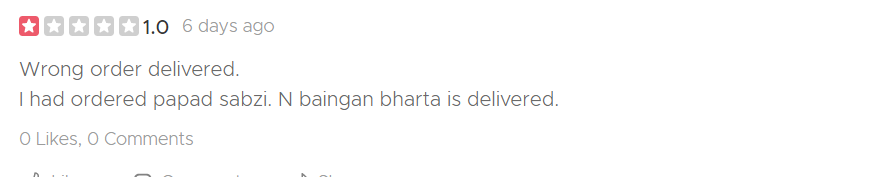 1.0 6 days ago
Wrong order delivered.
I had ordered papad sabzi. N baingan bharta is delivered.
0 Likes, 0 Comments